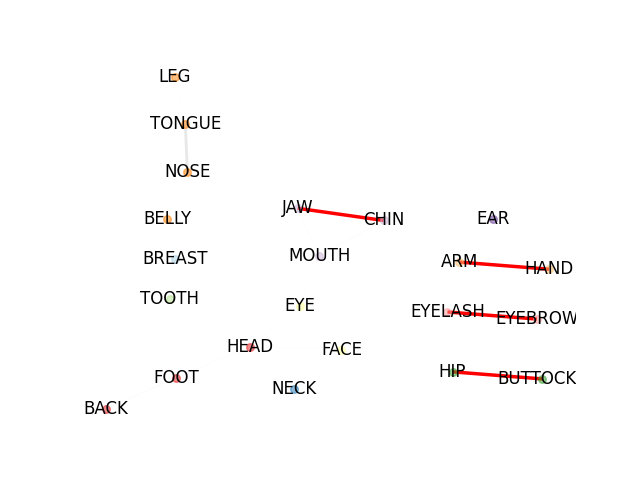 LEG
TONGUE
NOSE
JAW
CHIN
BELLY
EAR
BREAST
MOUTH
ARM
HAND
TOOTH
EYE
EYELASH
EYEBROW
HEAD
FACE
FOOT
NECK
HIP
BUTTOCK
BACK